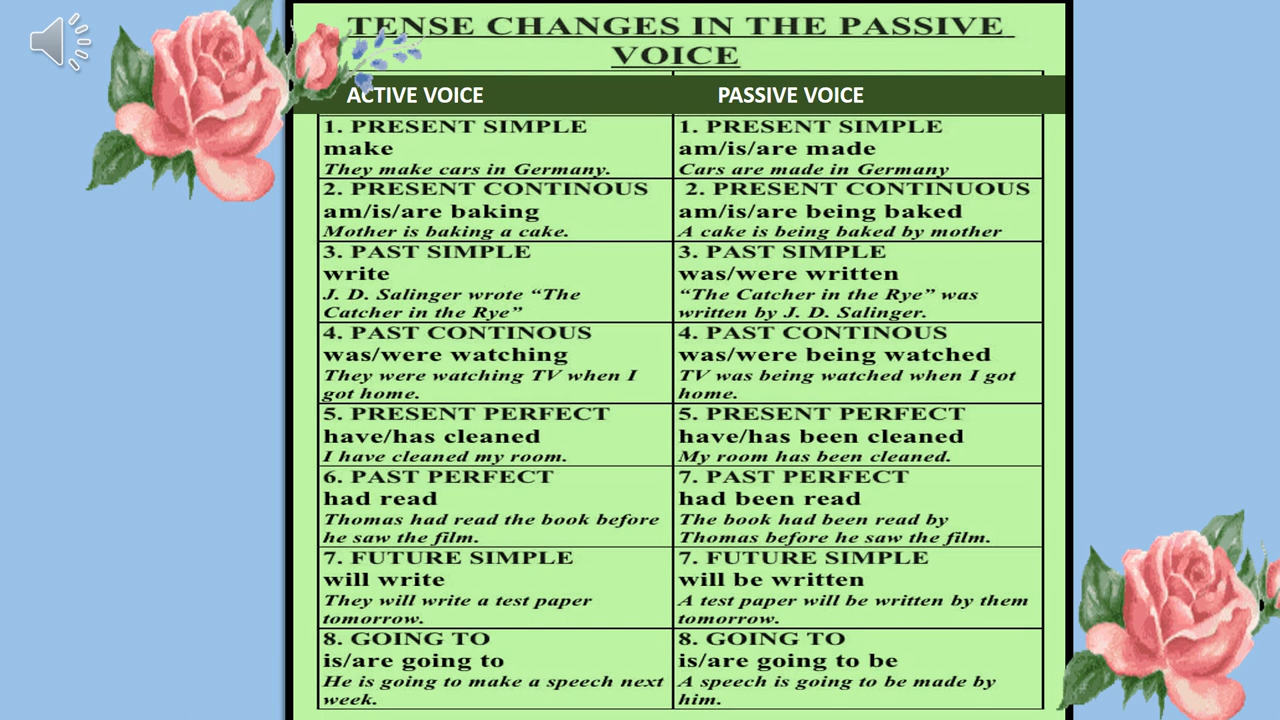 TENSE CHANGES IN THE PASSIVE
VOICE
ACTIVE VOICE
PASSIVE VOICE
1. PRESENT SIMPLE
make
They make cars in Germany.
1. PRESENT SIMPLE
am/is/are made
Cars are made in Germany
2. PRESENT CONTINOUS
am/is/are baking
Mother is baking a cake.
2. PRESENT CONTINUOUS
am/is/are being baked
A cake is being baked by mother
3. PAST SIMPLE
write
J. D. Salinger wrote “The
Catcher in the Rye”
3. PAST SIMPLE
was/were written
“The Catcher in the Rye” was
written by J. D. Salinger.
4. PAST CONTINOUS
was/were watching
They were watching TV when I
got home.
4. PAST CONTINOUS
was/were being watched
TV was being watched when I got
home.
5. PRESENT PERFECT
have/has cleaned
I have cleaned my room.
5. PRESENT PERFECT
have/has been cleaned
My room has been cleaned.
6. PAST PERFECT
had read
Thomas had read the book before
he saw the film.
7. PAST PERFECT
had been read
The book had been read by
Thomas before he saw the film.
7. FUTURE SIMPLE
will write
They will write a test paper
tomorrow.
7. FUTURE SIMPLE
will be written
A test paper will be written by them
tomorrow.
8. GOING TO
is/are going to
He is going to make a speech next
week.
8. GOING TO
is/are going to be
A speech is going to be made by
him.